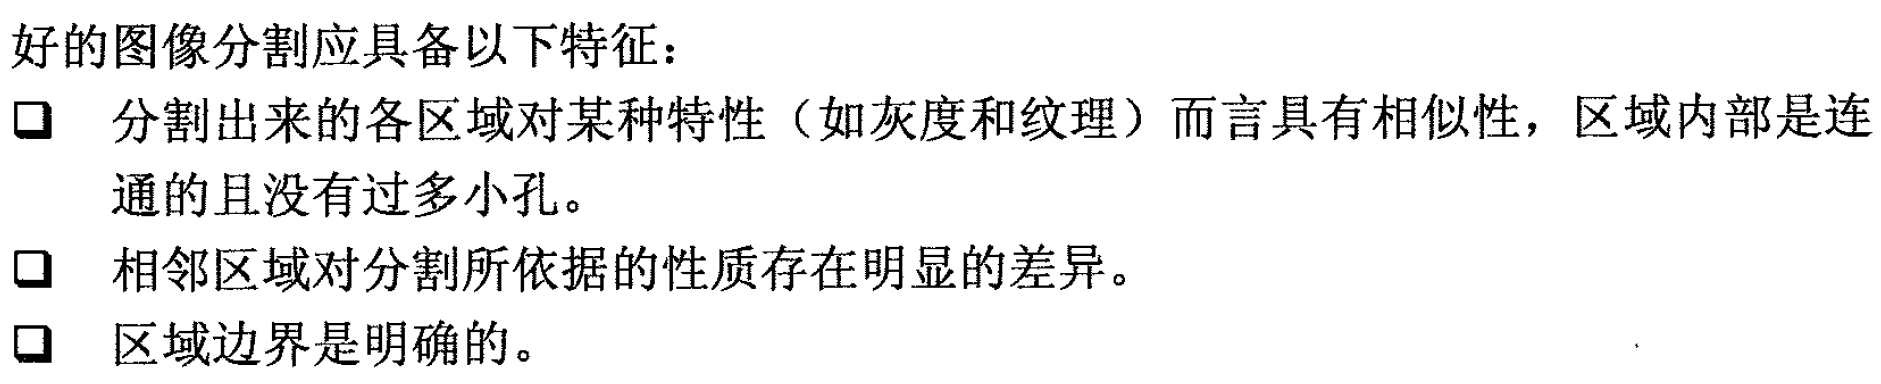 好的图像分割应具备以下特征：
❑ 分割出来的各区域对某种特性（如灰度和纹理）而言具有相似性，区域内部是连
通的且没有过多小孔。
❑ 相邻区域对分割所依据的性质存在明显的差异。
❑ 区域边界是明确的。